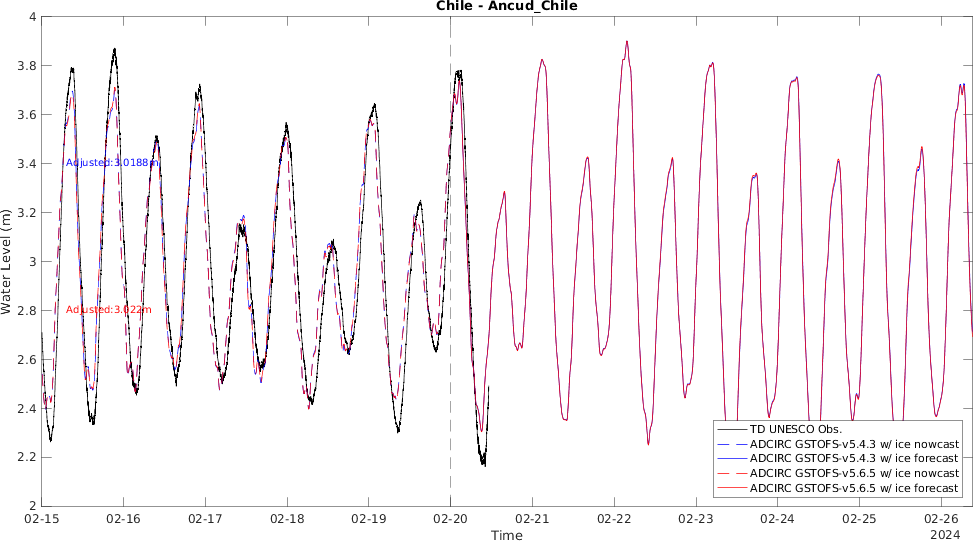 Chile - Ancud_Chile
4
3.8
3.6
3.4
3.2
3
2.8
2.6
2.4
2.2
2
Water Level (m)
Adjusted:3.0188m
Adjusted:3.022m
TD UNESCO Obs.
ADCIRC GSTOFS-v5.4.3 w/ ice nowcast
ADCIRC GSTOFS-v5.4.3 w/ ice forecast
ADCIRC GSTOFS-v5.6.5 w/ ice nowcast
ADCIRC GSTOFS-v5.6.5 w/ ice forecast
02-15 02-16 02-17 02-18 02-19 02-20 02-21 02-22 02-23 02-24 02-25 02-26
Time
2024